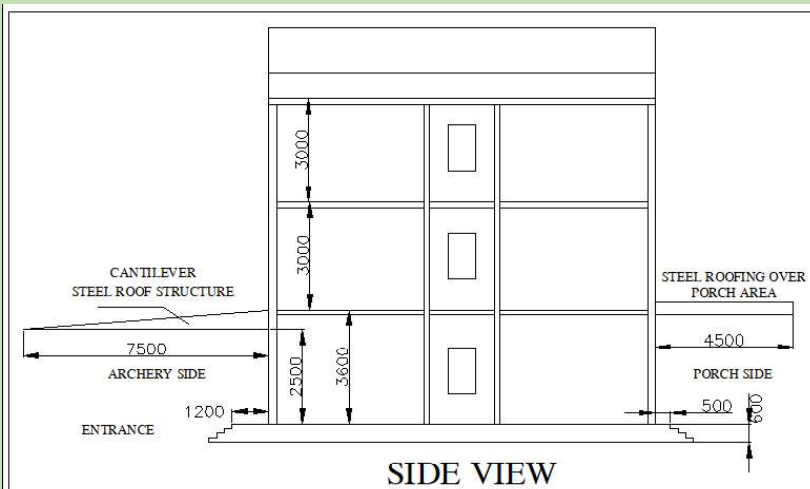 3000
3000
CANTILEVER
STEEL ROOF STRUCTURE
STEEL ROOFING OVER
PORCH AREA
7500
2500
3600
4500
ARCHERY SIDE
PORCH SIDE
1200
500
600
ENTRANCE
SIDE VIEW